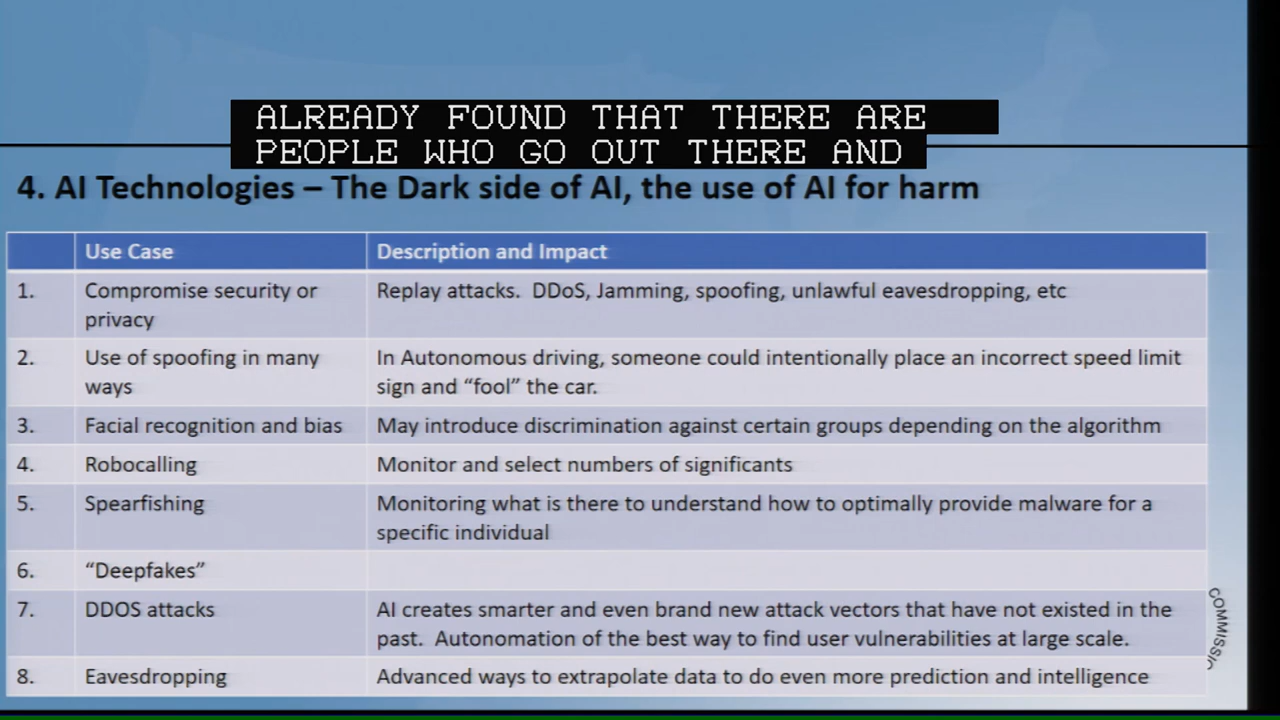 ALREADY FOUND THAT THERE ARE
PEOPLE WHO GO OUT THERE AND
4. AI Technologies – The Dark side of AI, the use of AI for harm
Use Case Description and Impact
1. Compromise security or privacy Replay attacks. DDoS, Jamming, spoofing, unlawful eavesdropping, etc
2. Use of spoofing in many ways In Autonomous driving, someone could intentionally place an incorrect speed limit
sign and “fool” the car.
3. Facial recognition and bias May introduce discrimination against certain groups depending on the algorithm
4. Robocalling Monitor and select numbers of significants
5. Spearfishing Monitoring what is there to understand how to optimally provide malware for a
specific individual
6. “Deepfakes”
7. DDOS attacks AI creates smarter and even brand new attack vectors that have not existed in the
past. Autonomation of the best way to find user vulnerabilities at large scale.
8. Eavesdropping Advanced ways to extrapolate data to do even more prediction and intelligence